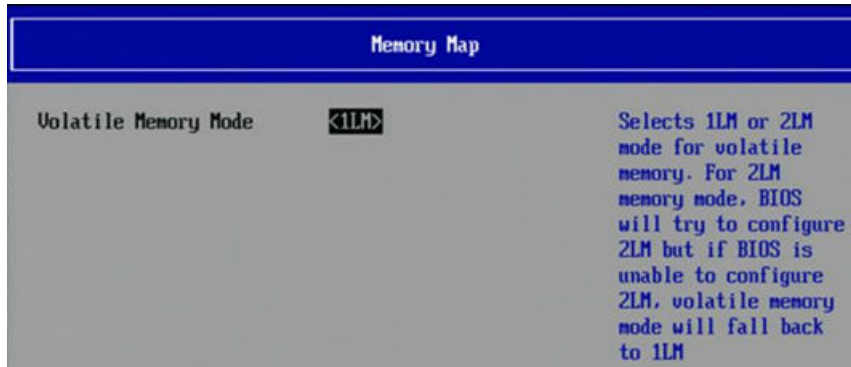 Memory Map
Volatile Memory Mode <1LM>
Selects 1LM or 2LM
mode for volatile
memory. For 2LM
memory mode, BIOS
will try to configure
2LM but if BIOS is
unable to configure
2LM, volatile memory
mode will fall back
to 1LM